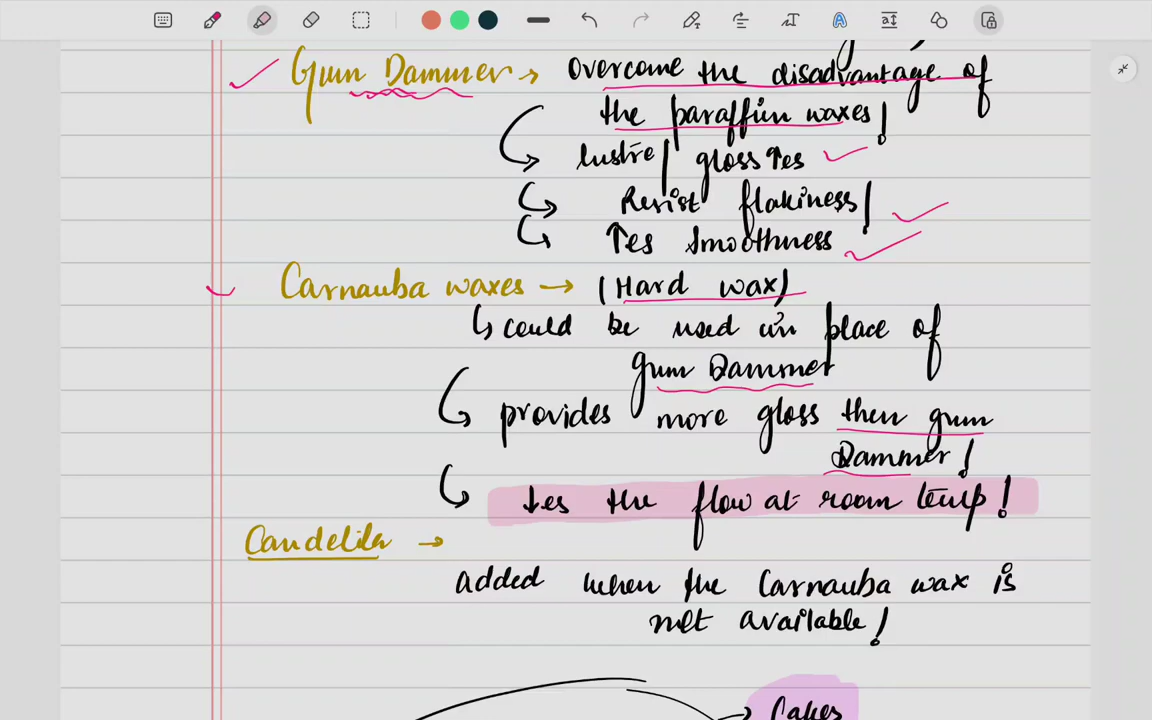 Gum Dammer → overcome the disadvantage of
the paraffin waxes!
lustre/ gloss ↑es
Resist flakiness!
↑es smoothness
Carnauba waxes → (Hard wax)
↳ could be used in place of
gum Dammer
provides more gloss then gum
Dammer!
↓es the flow at room temp!
Candelila →
added when the Carnauba wax is
not available!
Cakes